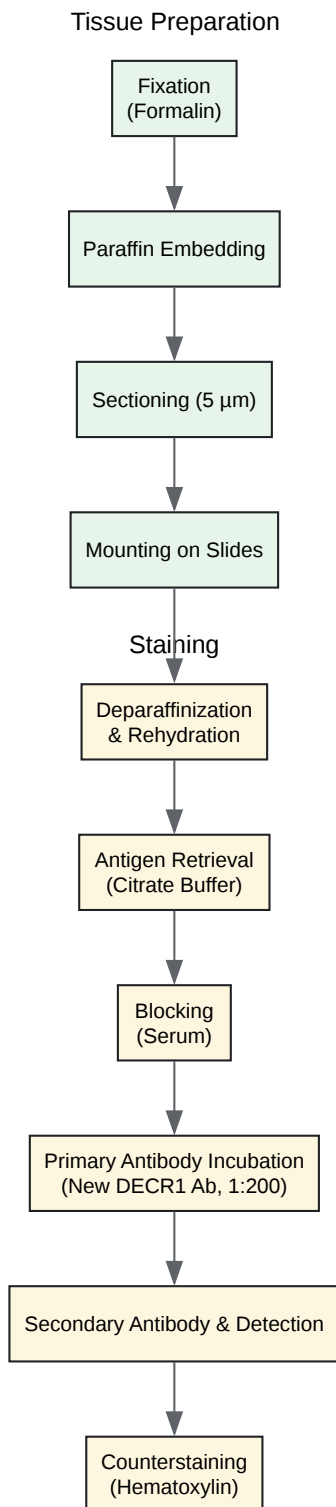 Tissue Preparation
Fixation
(Formalin)
Paraffin Embedding
Sectioning (5 µm)
Mounting on Slides
Staining
Deparaffinization
& Rehydration
Antigen Retrieval
(Citrate Buffer)
Blocking
(Serum)
Primary Antibody Incubation
(New DECR1 Ab, 1:200)
Secondary Antibody & Detection
Counterstaining
(Hematoxylin)